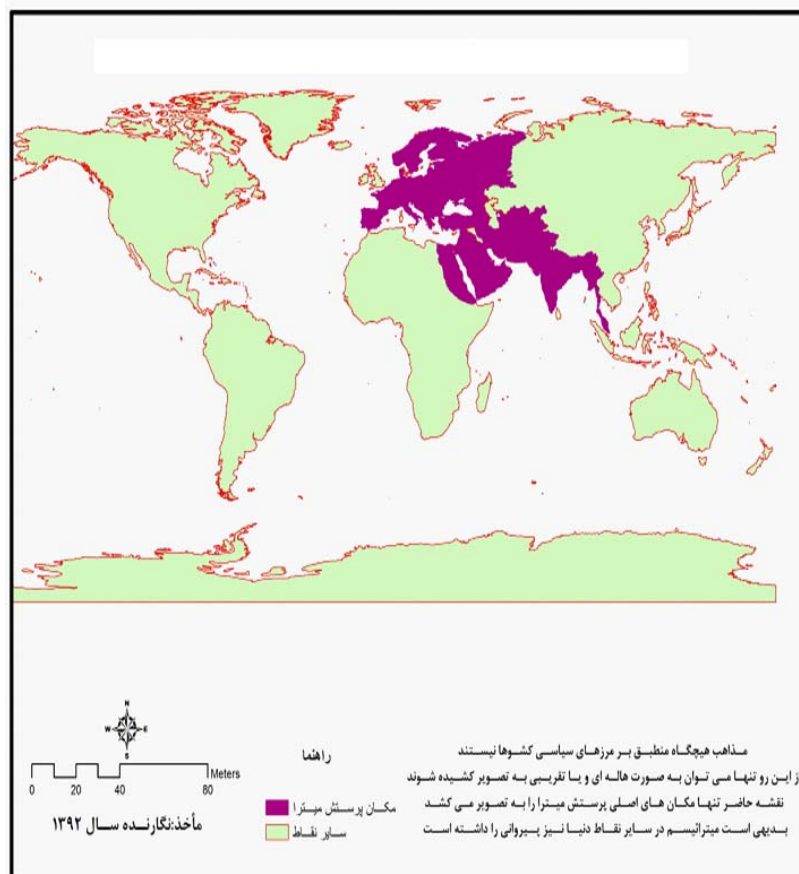 N
W
E
S
Meters
0
20
40
80
مأخذ:نگارنده سال ۱۳۹۲
راهنما
مکان پرستش میترا
سایر نقاط
مذاهب هیچگاه منطبق بر مرزهای سیاسی کشوها نیستند
ز این رو تنها می توان به صورت هاله ای و یا تقریبی به تصویر کشیده شوند
نقشه حاضر تنها مکان های اصلی پرستش میترا را به تصویر می کشد
بدیهی است میترائیسم در سایر نقاط دنیا نیز پیروانی را داشته است